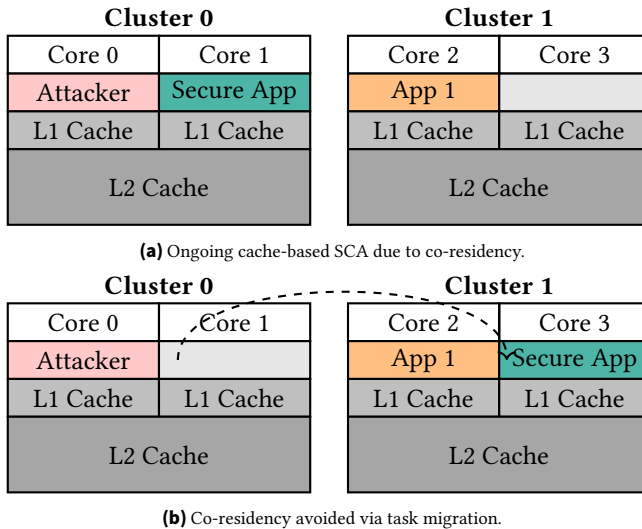 Cluster 0 Cluster 1
Core 0 Core 1 Core 2 Core 3
Attacker Secure App App 1
L1 Cache L1 Cache L1 Cache L1 Cache
L2 Cache L2 Cache
(a) Ongoing cache-based SCA due to co-residency.
Cluster 0 Cluster 1
Core 0 Core 1 Core 2 Core 3
Attacker App 1 Secure App
L1 Cache L1 Cache L1 Cache L1 Cache
L2 Cache L2 Cache
(b) Co-residency avoided via task migration.